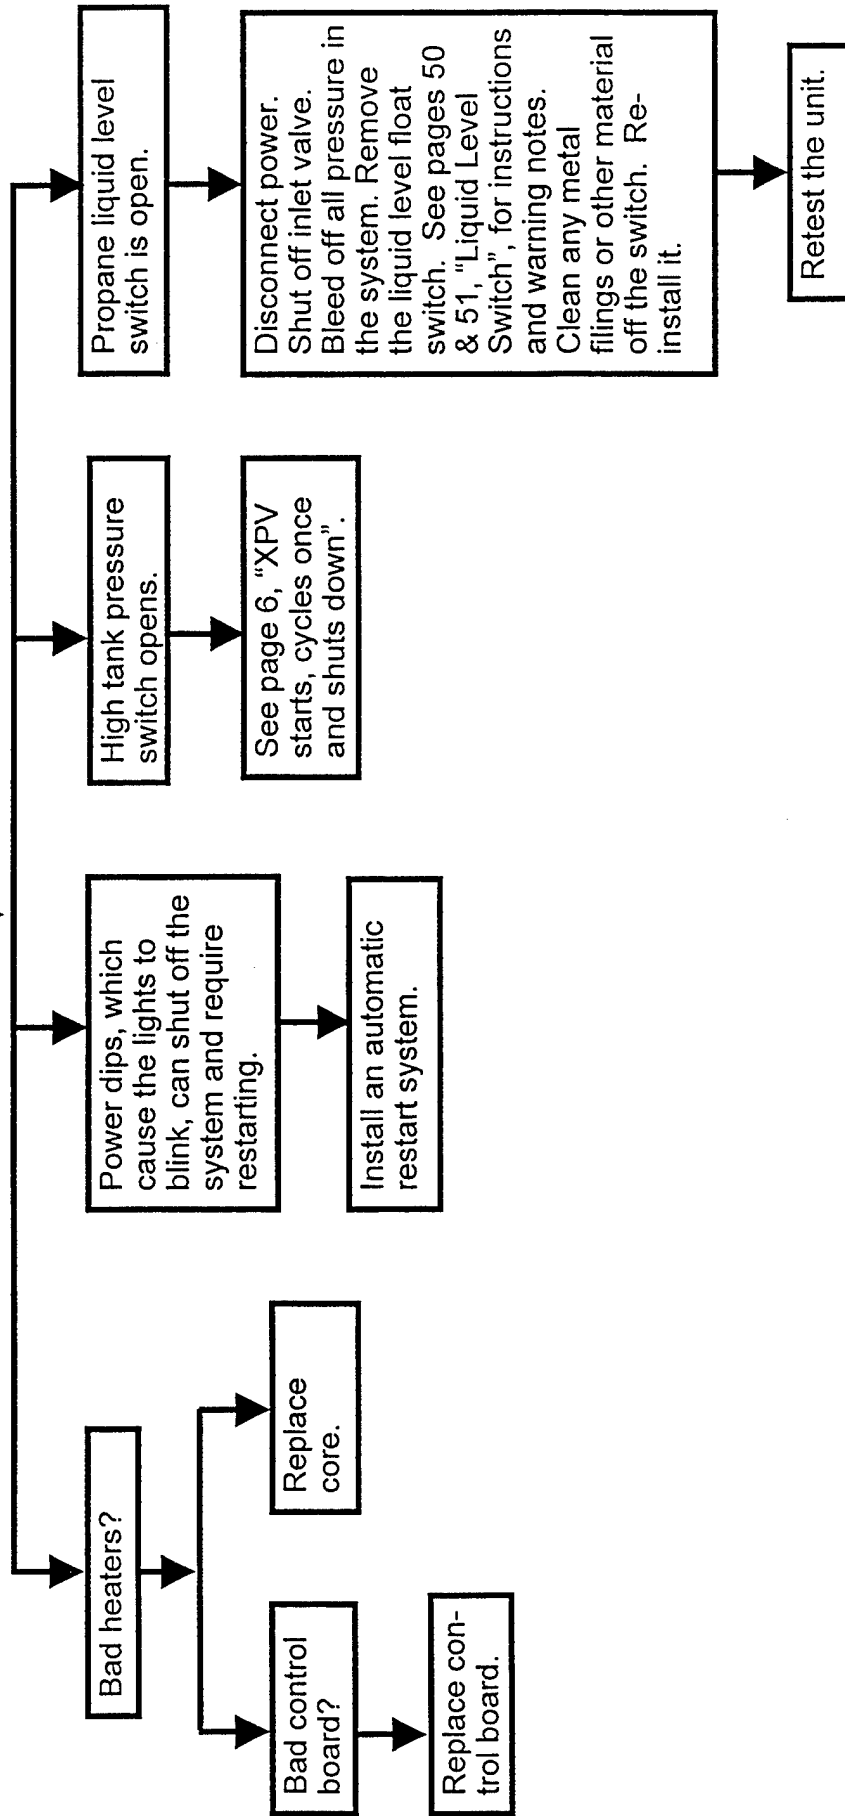 Bad heaters?
Bad control
board?
Replace con-
trol board.
Replace
core.
Power dips, which
cause the lights to
blink, can shut off the
system and require
restarting.
Install an automatic
restart system.
High tank pressure
switch opens.
See page 6, “XPV
starts, cycles once
and shuts down”.
Propane liquid level
switch is open.
Disconnect power.
Shut off inlet valve.
Bleed off all pressure in
the system. Remove
the liquid level float
switch.  See pages 50
& 51, “Liquid Level
Switch”, for instructions
and warning notes.
Clean any metal
filings or other material
off the switch.  Re-
install it.
Retest the unit.